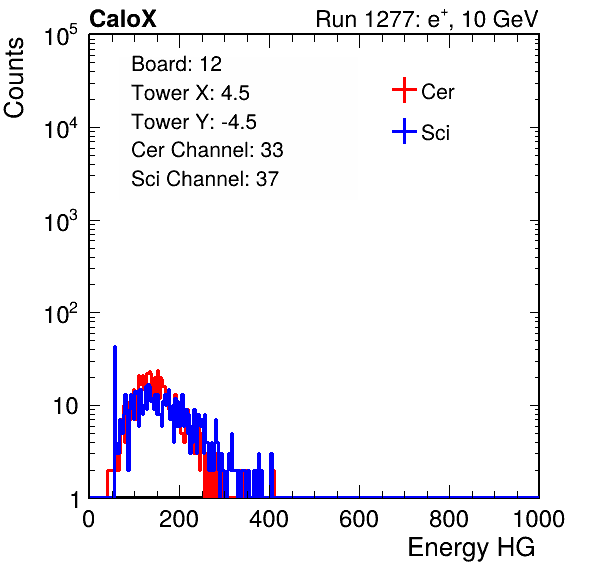 CaloX Run 1277: e⁺, 10 GeV
Counts
Board: 12
Tower X: 4.5
Tower Y: -4.5
Cer Channel: 33
Sci Channel: 37
Cer
Sci
10⁵
10⁴
10³
10²
10
1
0 200 400 600 800 1000
Energy HG